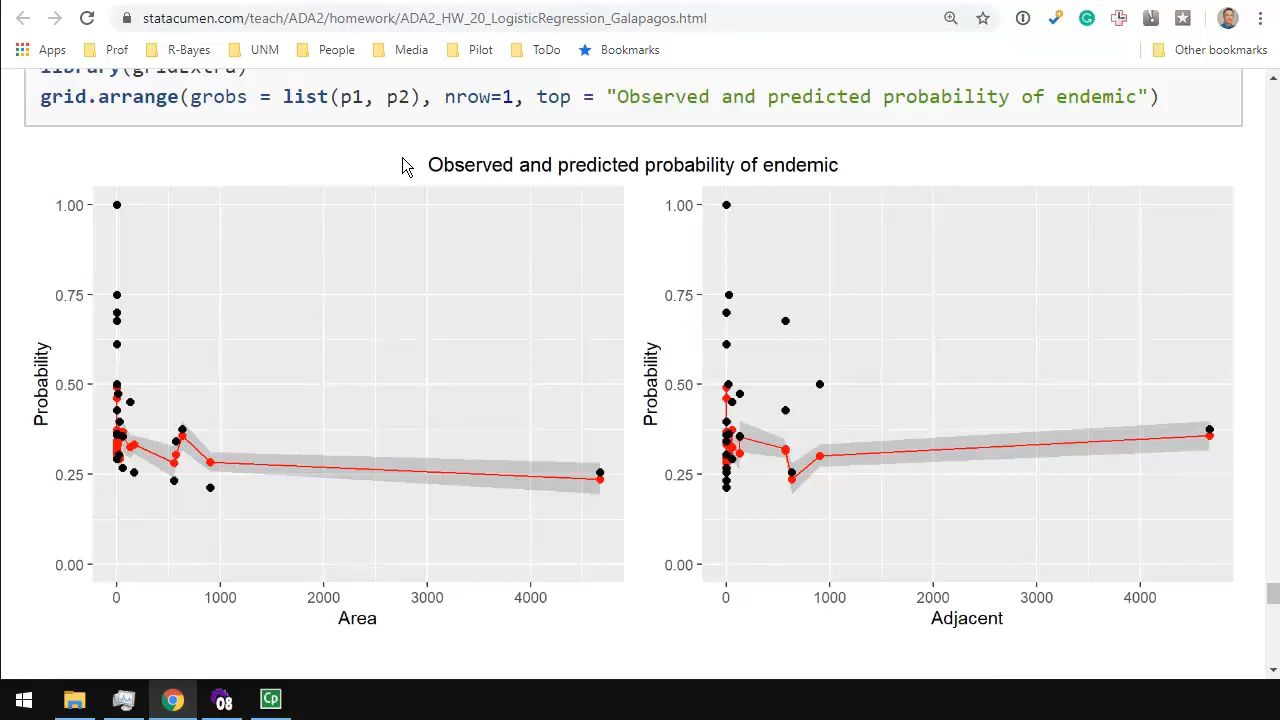 statacumen.com/teach/ADA2/homework/ADA2_HW_20_LogisticRegression_Galapagos.html
Apps Prof R-Bayes UNM People Media Pilot ToDo Bookmarks Other bookmarks
library(gridExtra)
grid.arrange(grobs = list(p1, p2), nrow=1, top = "Observed and predicted probability of endemic")
Observed and predicted probability of endemic
1.00
0.75
0.50
0.25
0.00
Probability
0 1000 2000 3000 4000
Area
1.00
0.75
0.50
0.25
0.00
Probability
0 1000 2000 3000 4000
Adjacent
08
Cp